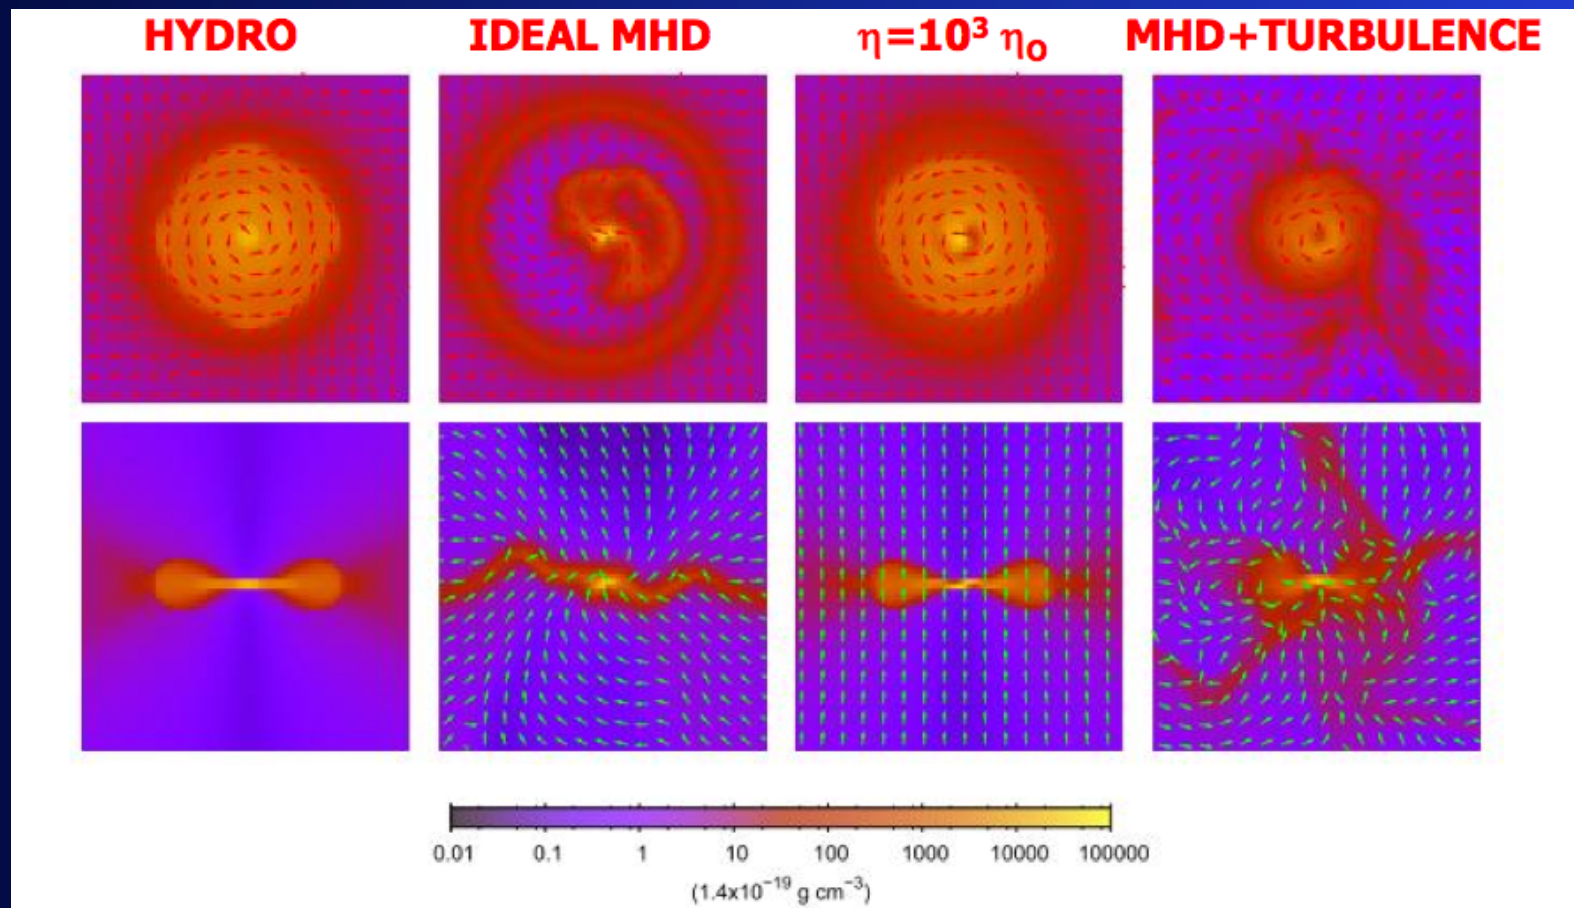 HYDRO IDEAL MHD η=10³ η₀ MHD+TURBULENCE
0.01 0.1 1 10 100 1000 10000 100000
(1.4x10⁻¹⁹ g cm⁻³)